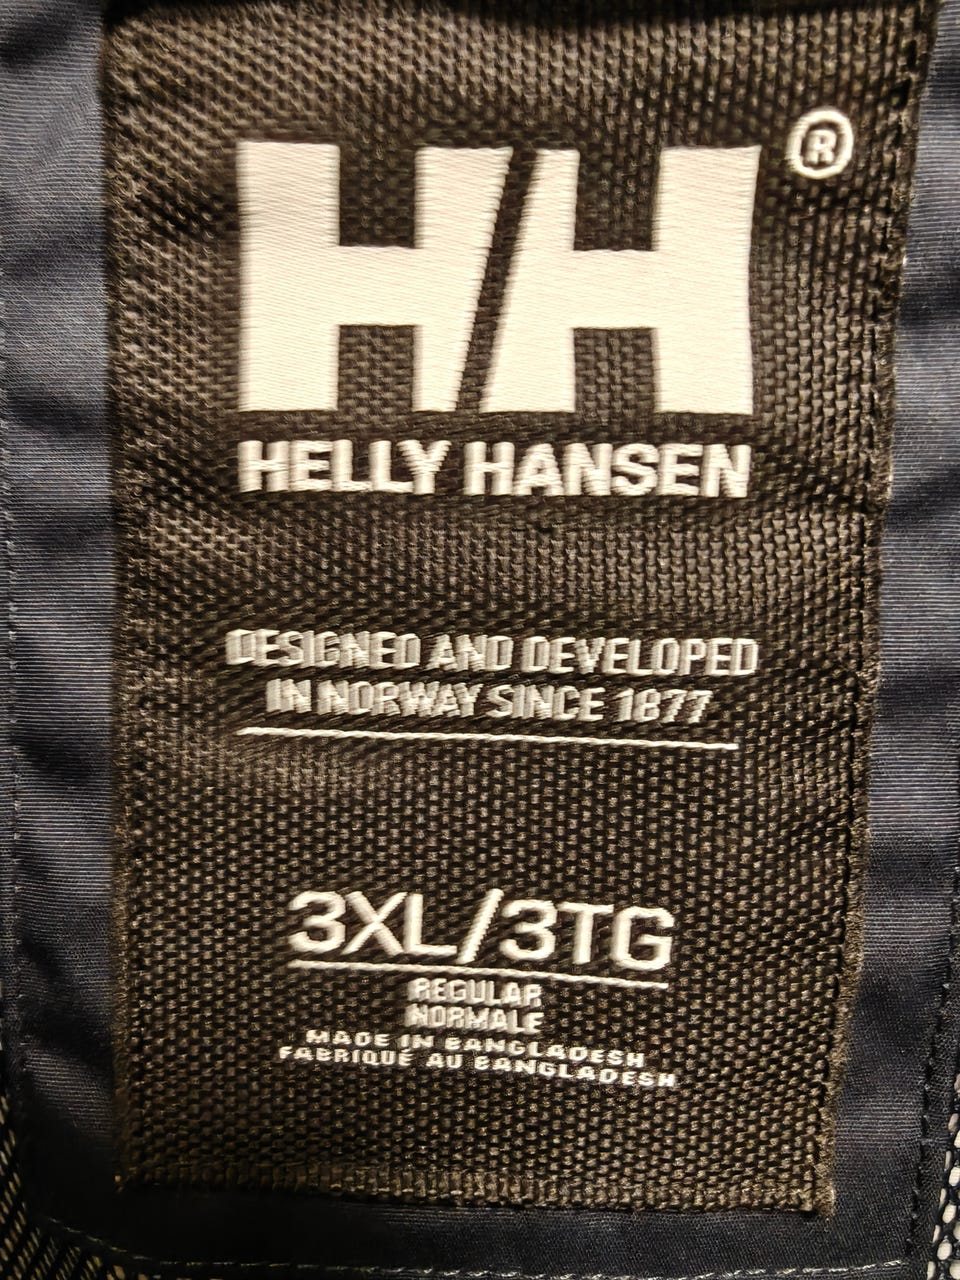 H/H®
HELLY HANSEN
DESIGNED AND DEVELOPED
IN NORWAY SINCE 1877
3XL/3TG
REGULAR
NORMALE
MADE IN BANGLADESH
FABRIQUÉ AU BANGLADESH